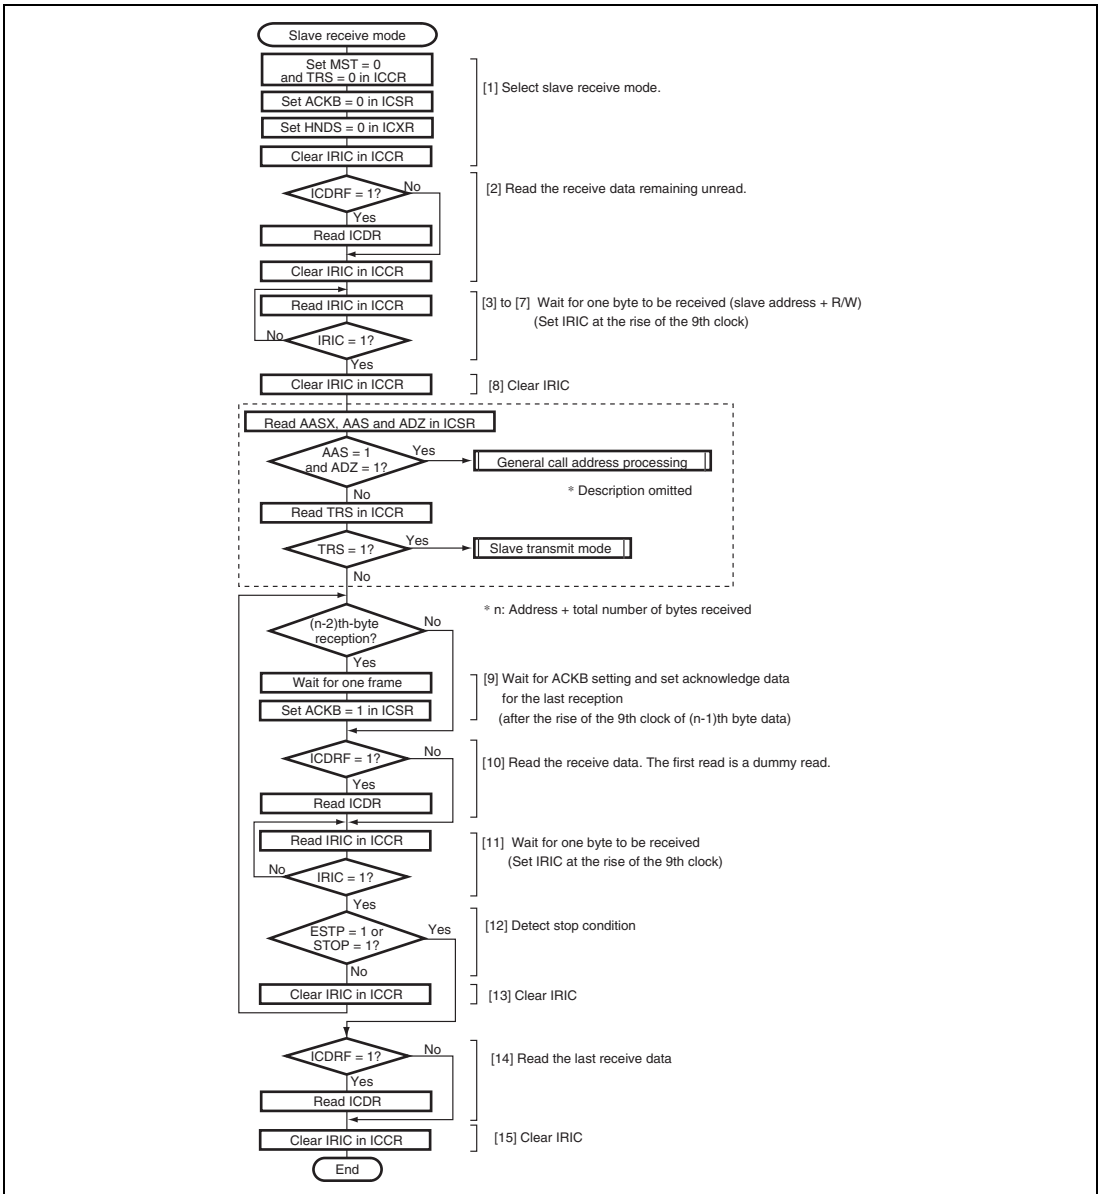 Slave receive mode
Set MST = 0
and TRS = 0 in ICCR
[1] Select slave receive mode.
Set ACKB = 0 in ICSR
Set HNDS = 0 in ICXR
Clear IRIC in ICCR
ICDRF = 1?
No
[2] Read the receive data remaining unread.
Yes
Read ICDR
Clear IRIC in ICCR
Read IRIC in ICCR
[3] to [7] Wait for one byte to be received (slave address + R/W)
(Set IRIC at the rise of the 9th clock)
No
IRIC = 1?
Yes
Clear IRIC in ICCR
[8] Clear IRIC
Read AASX, AAS and ADZ in ICSR
AAS = 1
and ADZ = 1?
Yes
General call address processing
* Description omitted
No
Read TRS in ICCR
TRS = 1?
Yes
Slave transmit mode
No
* n: Address + total number of bytes received
(n-2)th-byte
reception?
No
Yes
Wait for one frame
[9] Wait for ACKB setting and set acknowledge data
for the last reception
(after the rise of the 9th clock of (n-1)th byte data)
Set ACKB = 1 in ICSR
ICDRF = 1?
No
[10] Read the receive data. The first read is a dummy read.
Yes
Read ICDR
Read IRIC in ICCR
[11] Wait for one byte to be received
(Set IRIC at the rise of the 9th clock)
No
IRIC = 1?
Yes
ESTP = 1 or
STOP = 1?
Yes
[12] Detect stop condition
No
Clear IRIC in ICCR
[13] Clear IRIC
ICDRF = 1?
No
[14] Read the last receive data
Yes
Read ICDR
Clear IRIC in ICCR
[15] Clear IRIC
End